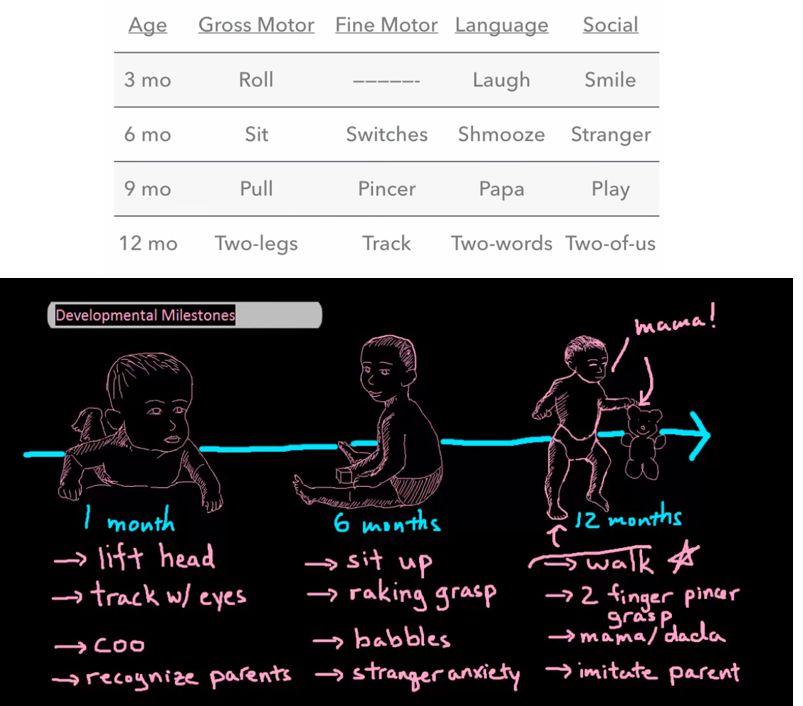 Age Gross Motor Fine Motor Language Social
3 mo Roll ------- Laugh Smile
6 mo Sit Switches Shmooze Stranger
9 mo Pull Pincer Papa Play
12 mo Two-legs Track Two-words Two-of-us
Developmental Milestones
mama!
1 month 6 months 12 months
→ lift head → sit up → walk ☆
→ track w/ eyes → raking grasp → 2 finger pincer
grasp
→ coo → babbles → mama/dada
→ recognize parents → stranger anxiety → imitate parent